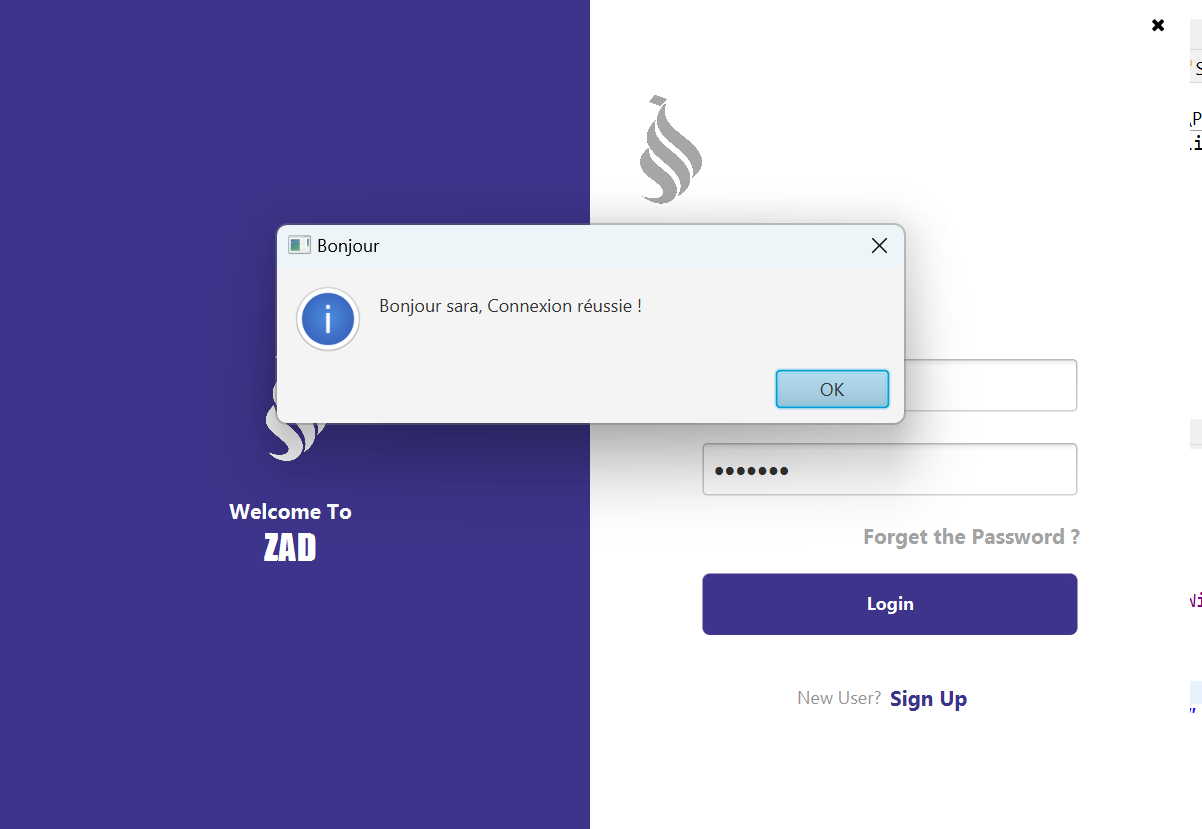 Bonjour
Bonjour sara, Connexion réussie !
OK
Welcome To
ZAD
•••••••
Forget the Password ?
Login
New User? Sign Up